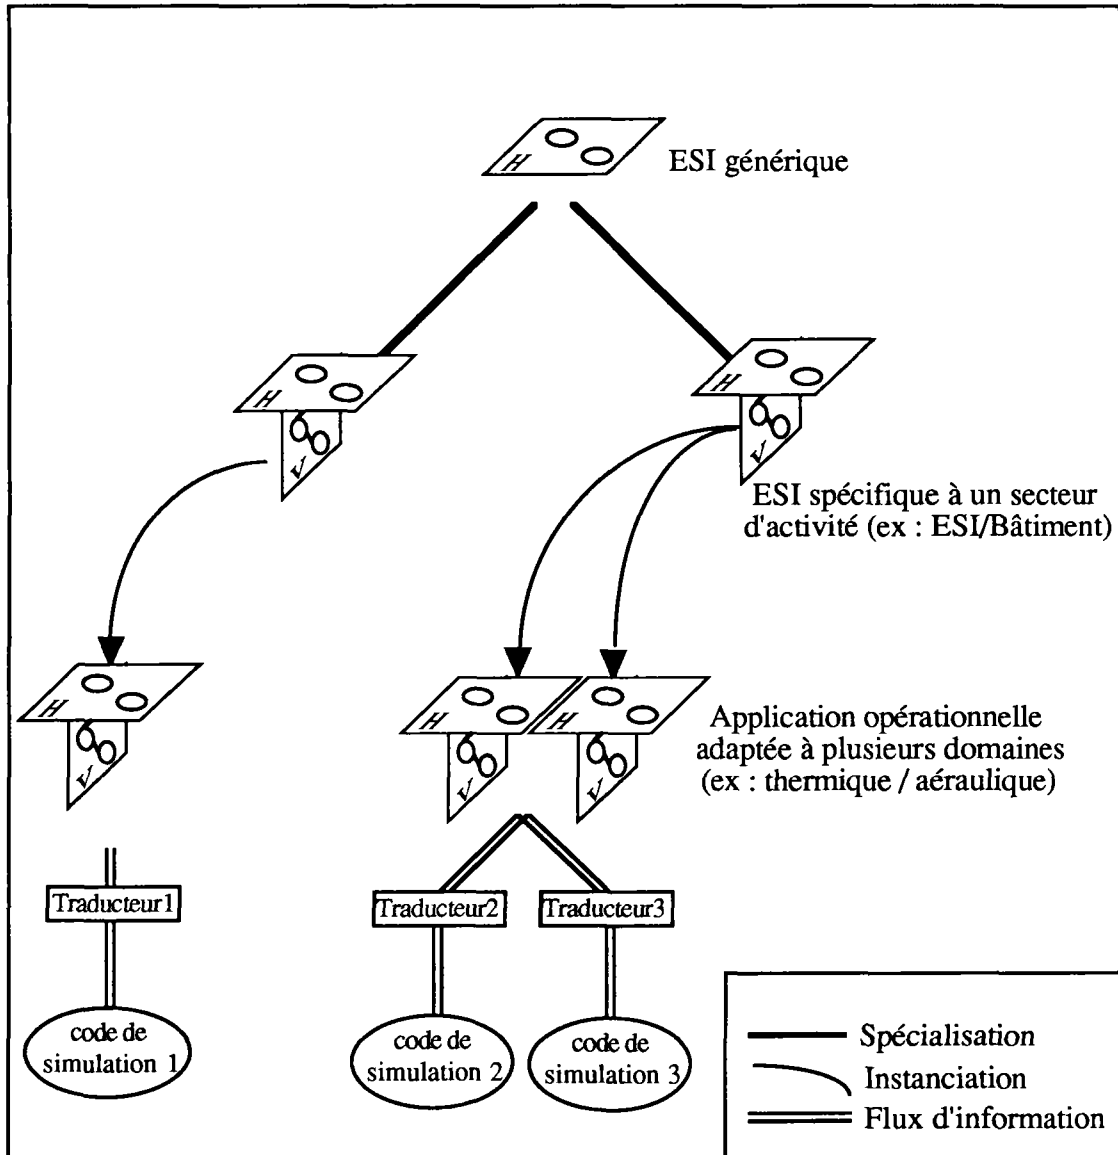 H
ESI générique
H
V
H
V
ESI spécifique à un secteur
d'activité (ex : ESI/Bâtiment)
H
V
H
V
H
V
Application opérationnelle
adaptée à plusieurs domaines
(ex : thermique / aéraulique)
Traducteur1
Traducteur2
Traducteur3
code de
simulation 1
code de
simulation 2
code de
simulation 3
Spécialisation
Instanciation
Flux d'information